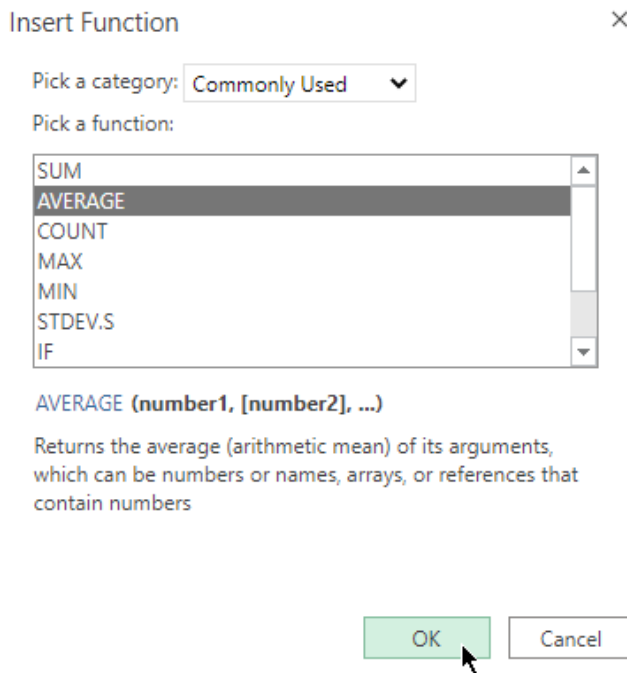 Insert Function
Pick a category: Commonly Used
Pick a function:
SUM
AVERAGE
COUNT
MAX
MIN
STDEV.S
IF
AVERAGE (number1, [number2], ...)
Returns the average (arithmetic mean) of its arguments,
which can be numbers or names, arrays, or references that
contain numbers
OK Cancel